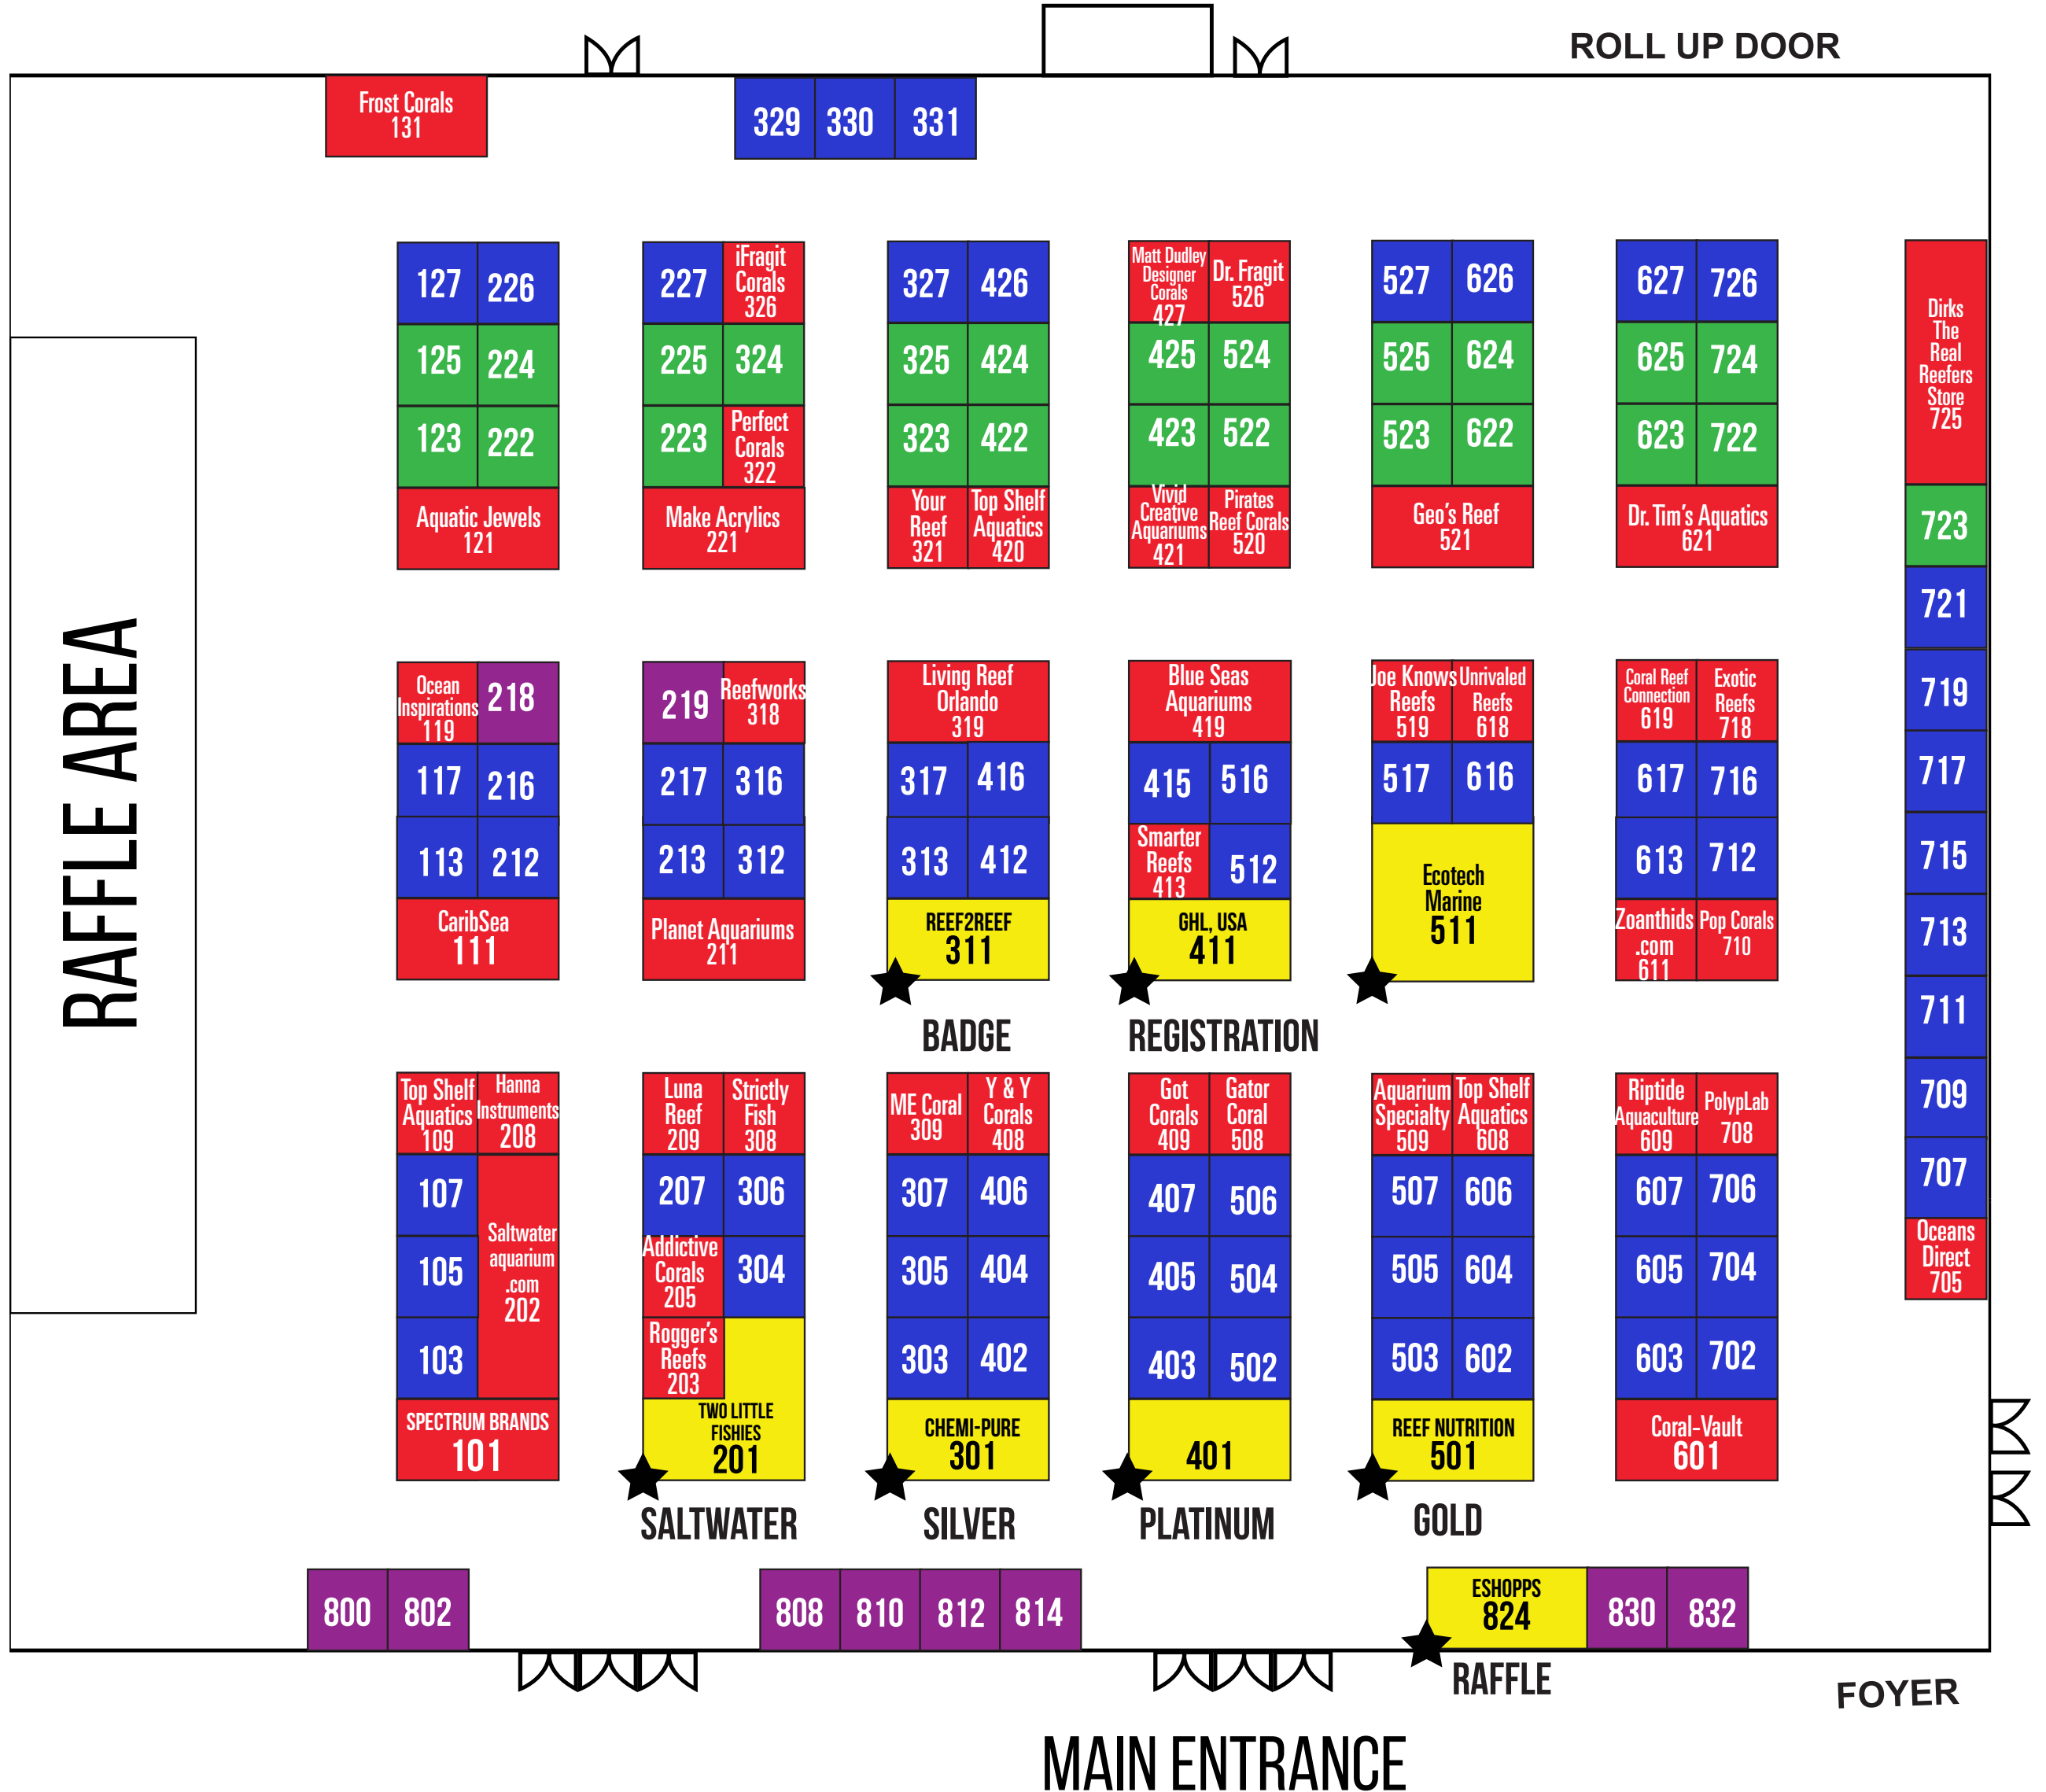 ROLL UP DOOR
Frost Corals
131
329 330 331
127 226
125 224
123 222
Aquatic Jewels
121
227
iFragit
Corals
326
225 324
223
Perfect
Corals
322
Make Acrylics
221
327 426
325 424
323 422
Your
Reef
321
Top Shelf
Aquatics
420
Matt Dudley
Designer
Corals
427
Dr. Fragit
526
425 524
423 522
Vivid
Creative
Aquariums
421
Pirates
Reef Corals
520
527 626
525 624
523 622
Geo's Reef
521
627 726
625 724
623 722
Dr. Tim's Aquatics
621
Dirks
The
Real
Reefers
Store
725
723
721
719
717
715
713
711
709
707
Oceans
Direct
705
RAFFLE AREA
Ocean
Inspirations
119
218
117 216
113 212
CaribSea
111
219
Reefworks
318
217 316
213 312
Planet Aquariums
211
Living Reef
Orlando
319
317 416
313 412
REEF2REEF
311
BADGE
Blue Seas
Aquariums
419
415 516
Smarter
Reefs
413
512
GHL, USA
411
REGISTRATION
Joe Knows
Reefs
519
Unrivaled
Reefs
618
517 616
Ecotech
Marine
511
Coral Reef
Connection
619
Exotic
Reefs
718
617 716
613 712
Zoanthids
.com
611
Pop Corals
710
Top Shelf
Aquatics
109
Hanna
Instruments
208
107
105
103
Saltwater
aquarium
.com
202
SPECTRUM BRANDS
101
Luna
Reef
209
Strictly
Fish
308
207 306
Addictive
Corals
205
304
Rogger's
Reefs
203
TWO LITTLE
FISHIES
201
SALTWATER
ME Coral
309
Y & Y
Corals
408
307 406
305 404
303 402
CHEMI-PURE
301
SILVER
Got
Corals
409
Gator
Coral
508
407 506
405 504
403 502
401
PLATINUM
Aquarium
Specialty
509
Top Shelf
Aquatics
608
507 606
505 604
503 602
REEF NUTRITION
501
GOLD
Riptide
Aquaculture
609
PolypLab
708
607 706
605 704
603 702
Coral-Vault
601
800 802
808 810 812 814
ESHOPPS
824
830 832
RAFFLE
FOYER
MAIN ENTRANCE